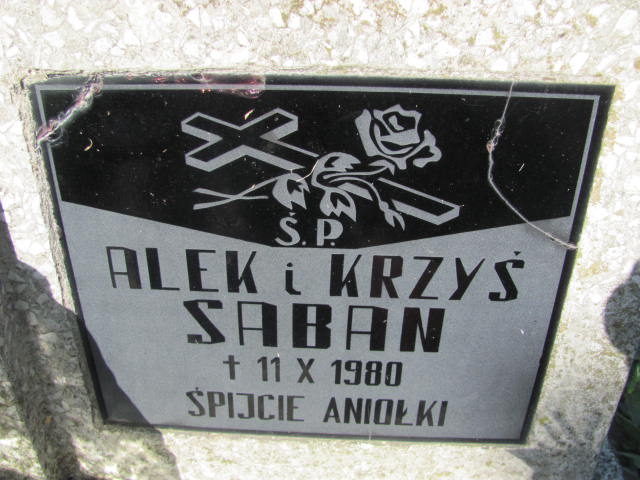 Ś.P.
ALEK i KRZYŚ
SABAN
† 11 X 1980
ŚPIJCIE ANIOŁKI